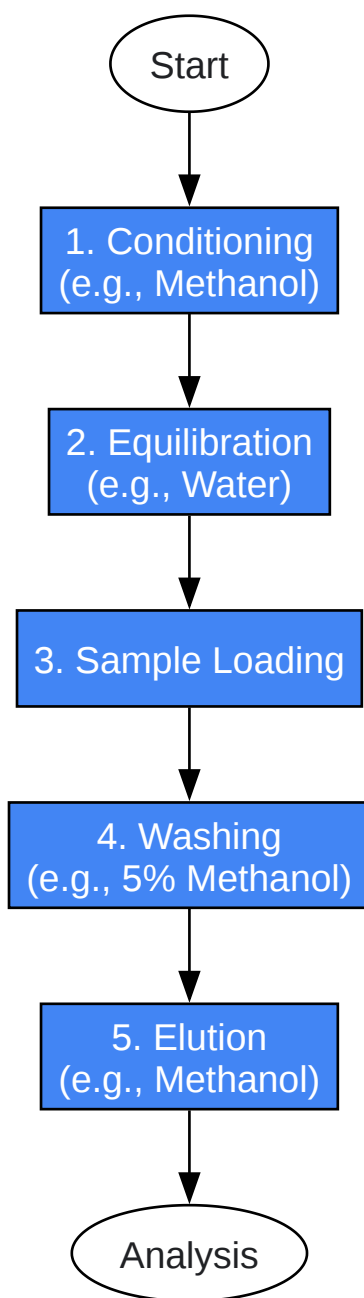 Start
1. Conditioning
(e.g., Methanol)
2. Equilibration
(e.g., Water)
3. Sample Loading
4. Washing
(e.g., 5% Methanol)
5. Elution
(e.g., Methanol)
Analysis